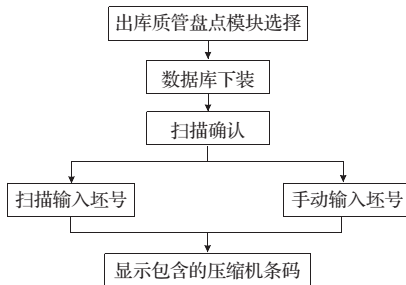 出库质管盘点模块选择
数据库下装
扫描确认
扫描输入坯号
手动输入坯号
显示包含的压缩机条码